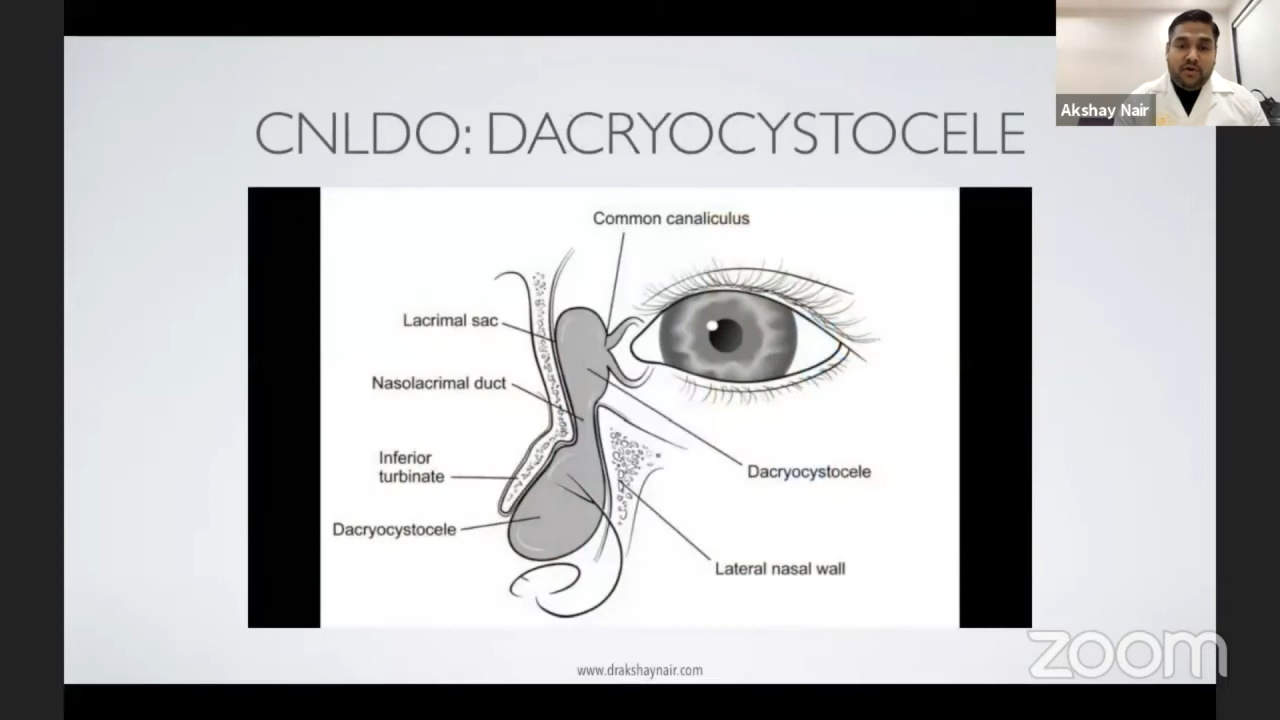 Akshay Nair
CNLDO: DACRYOCYSTOCELE
Common canaliculus
Lacrimal sac
Nasolacrimal duct
Inferior
turbinate
Dacryocystocele
Dacryocystocele
Lateral nasal wall
zoom
www.drakshaynair.com